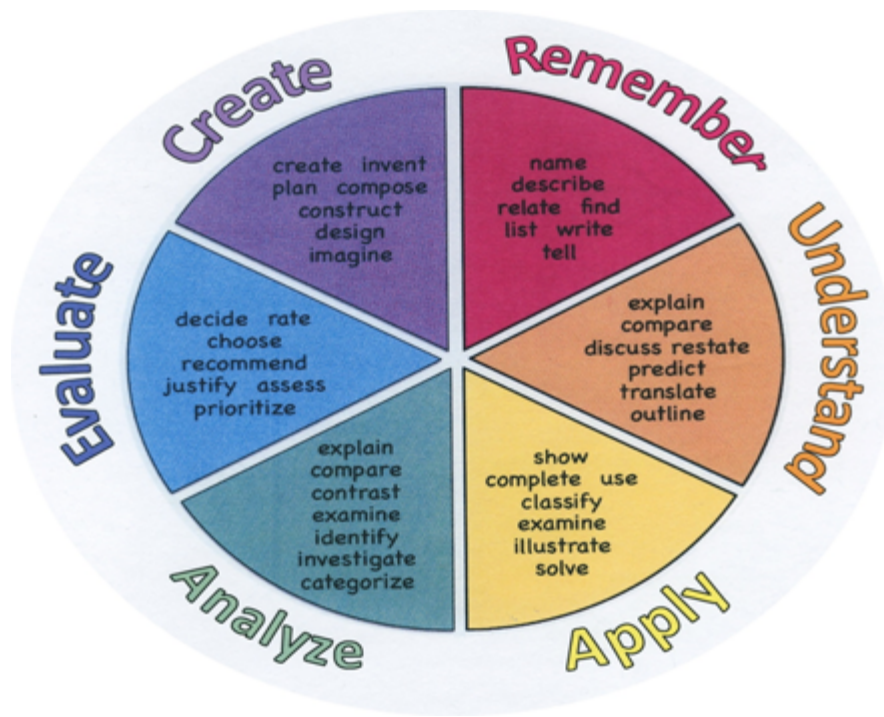 Create
create invent
plan compose
construct
design
imagine
Remember
name
describe
relate find
list write
tell
Understand
explain
compare
discuss restate
predict
translate
outline
Apply
show
complete use
classify
examine
illustrate
solve
Analyze
explain
compare
contrast
examine
identify
investigate
categorize
Evaluate
decide rate
choose
recommend
justify assess
prioritize